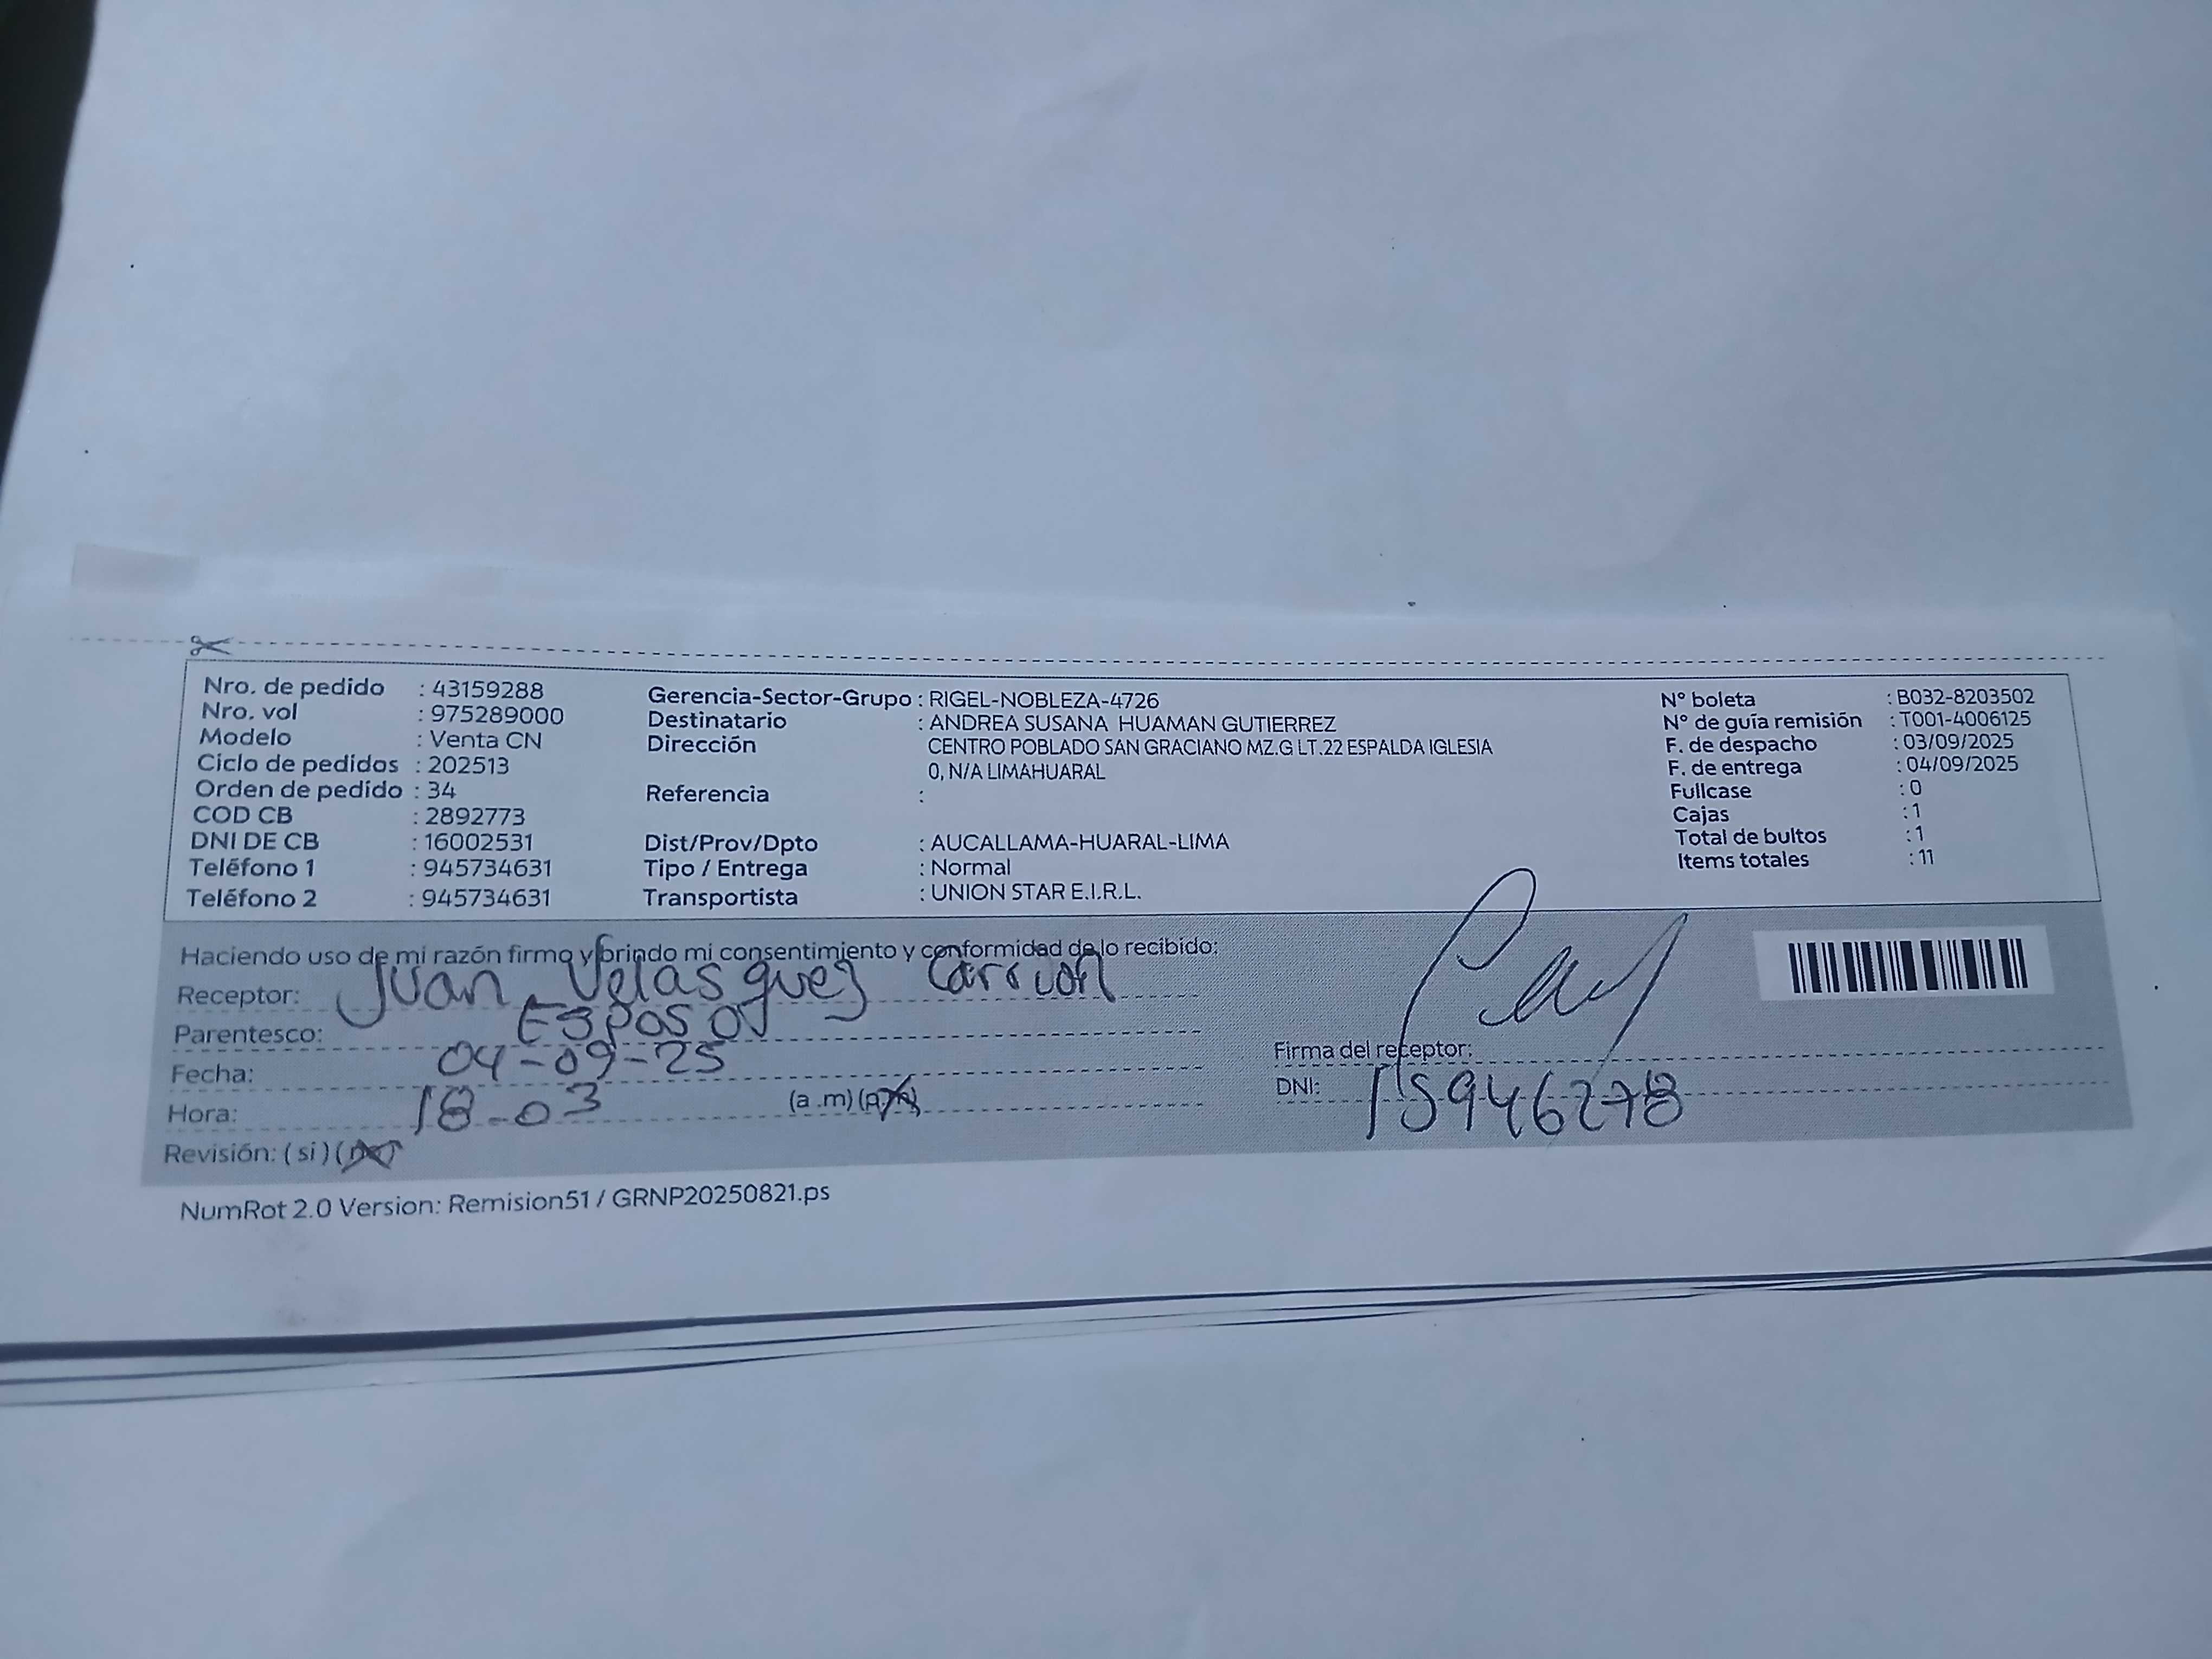 Nro. de pedido : 43159288
Nro. vol : 975289000
Modelo : Venta CN
Ciclo de pedidos : 202513
Orden de pedido : 34
COD CB : 2892773
DNI DE CB : 16002531
Teléfono 1 : 945734631
Teléfono 2 : 945734631
Gerencia-Sector-Grupo : RIGEL-NOBLEZA-4726
Destinatario : ANDREA SUSANA HUAMAN GUTIERREZ
Dirección CENTRO POBLADO SAN GRACIANO MZ.G LT.22 ESPALDA IGLESIA
0, N/A LIMAHUARAL
Referencia :
Dist/Prov/Dpto : AUCALLAMA-HUARAL-LIMA
Tipo / Entrega : Normal
Transportista : UNION STAR E.I.R.L.
N° boleta : B032-8203502
N° de guía remisión : T001-4006125
F. de despacho : 03/09/2025
F. de entrega : 04/09/2025
Fullcase : 0
Cajas : 1
Total de bultos : 1
Items totales : 11
Haciendo uso de mi razón firmo y brindo mi consentimiento y conformidad de lo recibido:
Receptor: Juan Velasquez Carrion
Parentesco: Esposo
Fecha: 04-09-25
Hora: 18-03 (a .m) (p.m)
Revisión: ( si ) ( no )
Firma del receptor:
DNI: 15946278
NumRot 2.0 Version: Remision51 / GRNP20250821.ps